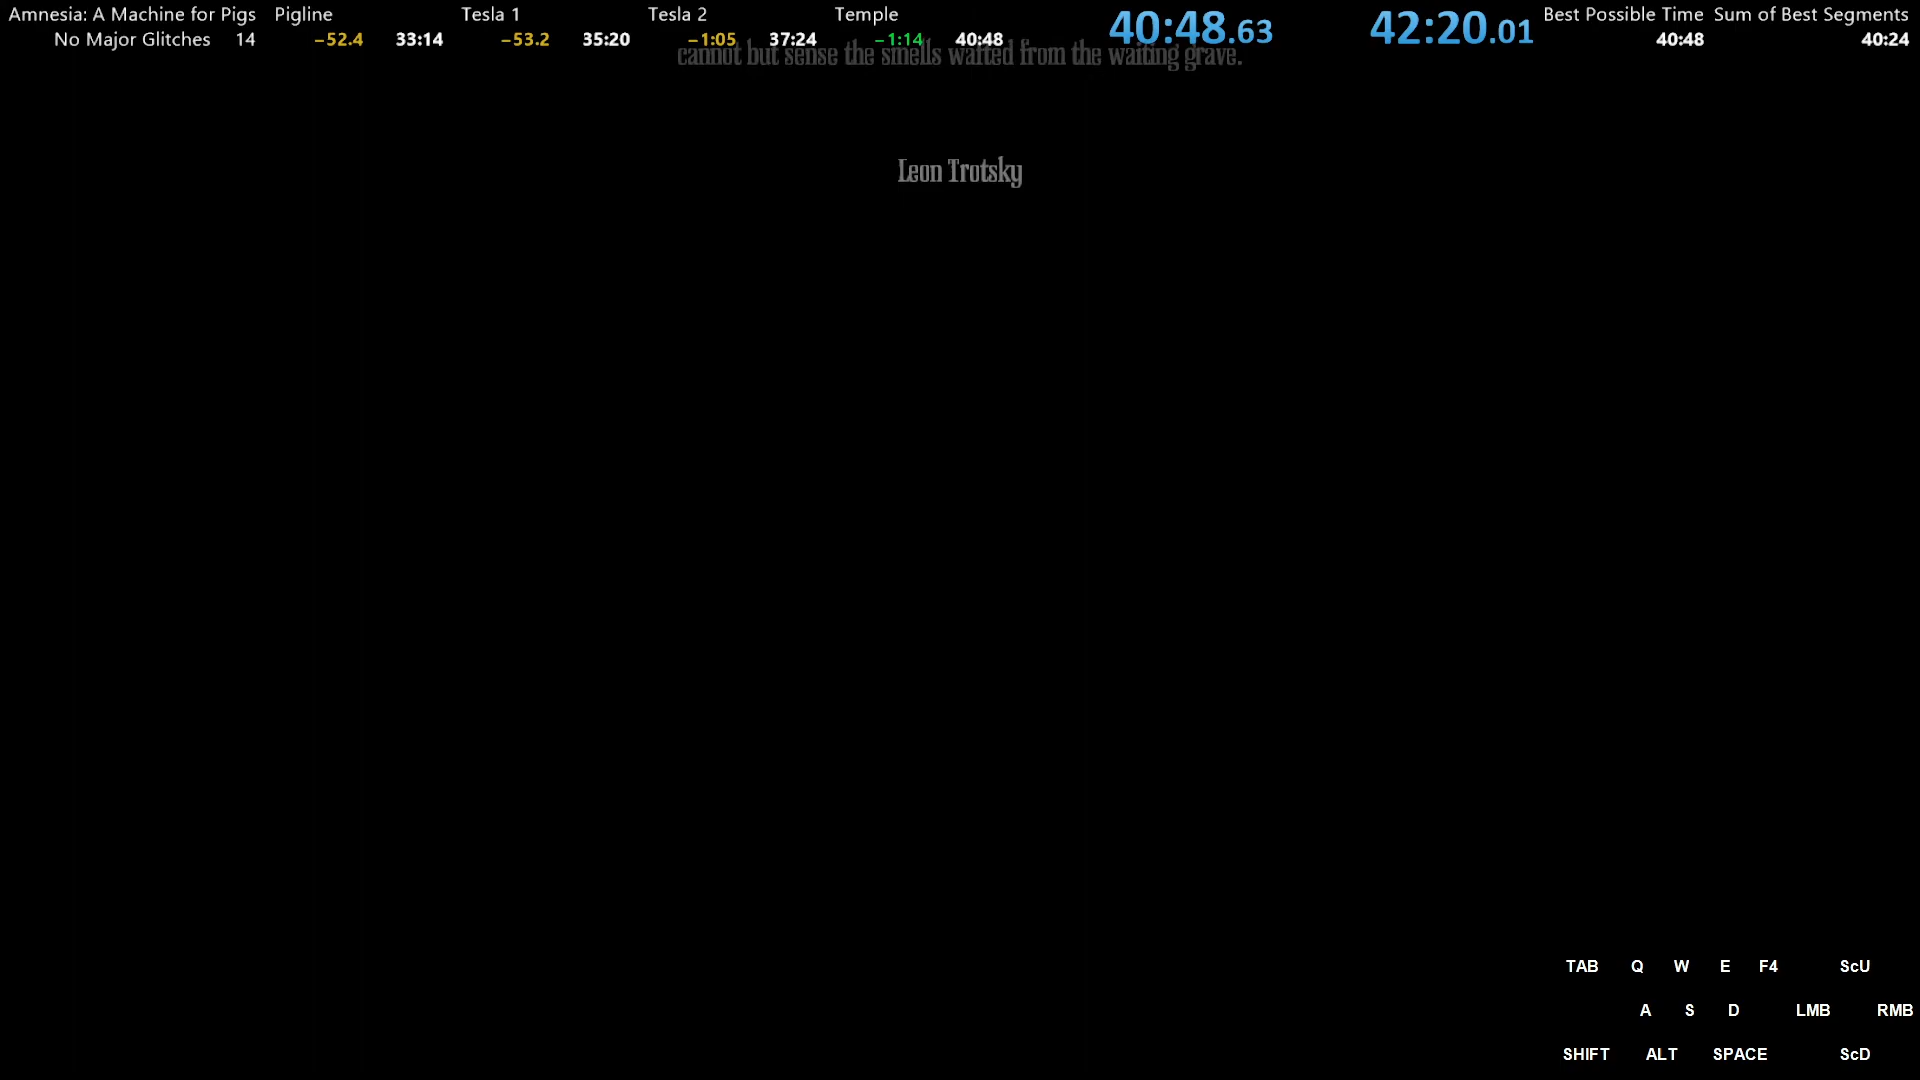 Amnesia: A Machine for Pigs
No Major Glitches 14
Pigline
−52.4 33:14
Tesla 1
−53.2 35:20
Tesla 2
−1:05 37:24
Temple
−1:14 40:48
40:48.63
42:20.01
Best Possible Time
40:48
Sum of Best Segments
40:24
cannot but sense the smells wafted from the waiting grave.
Leon Trotsky
TAB Q W E F4 ScU
A S D LMB RMB
SHIFT ALT SPACE ScD